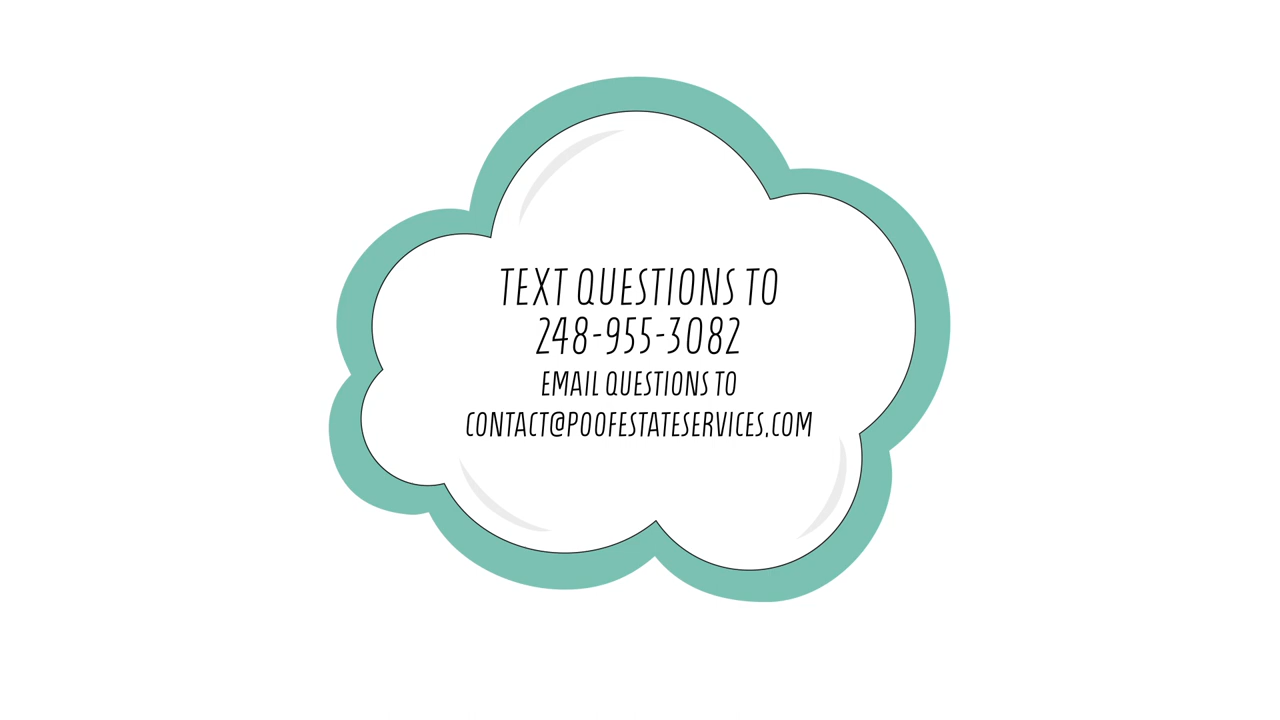 TEXT QUESTIONS TO
248-955-3082
EMAIL QUESTIONS TO
CONTACT@POOFESTATESERVICES.COM